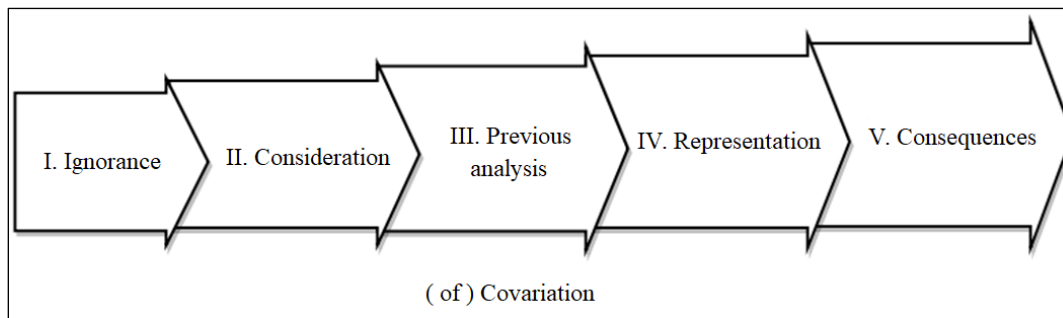 I. Ignorance
II. Consideration
III. Previous
analysis
IV. Representation
V. Consequences
( of ) Covariation